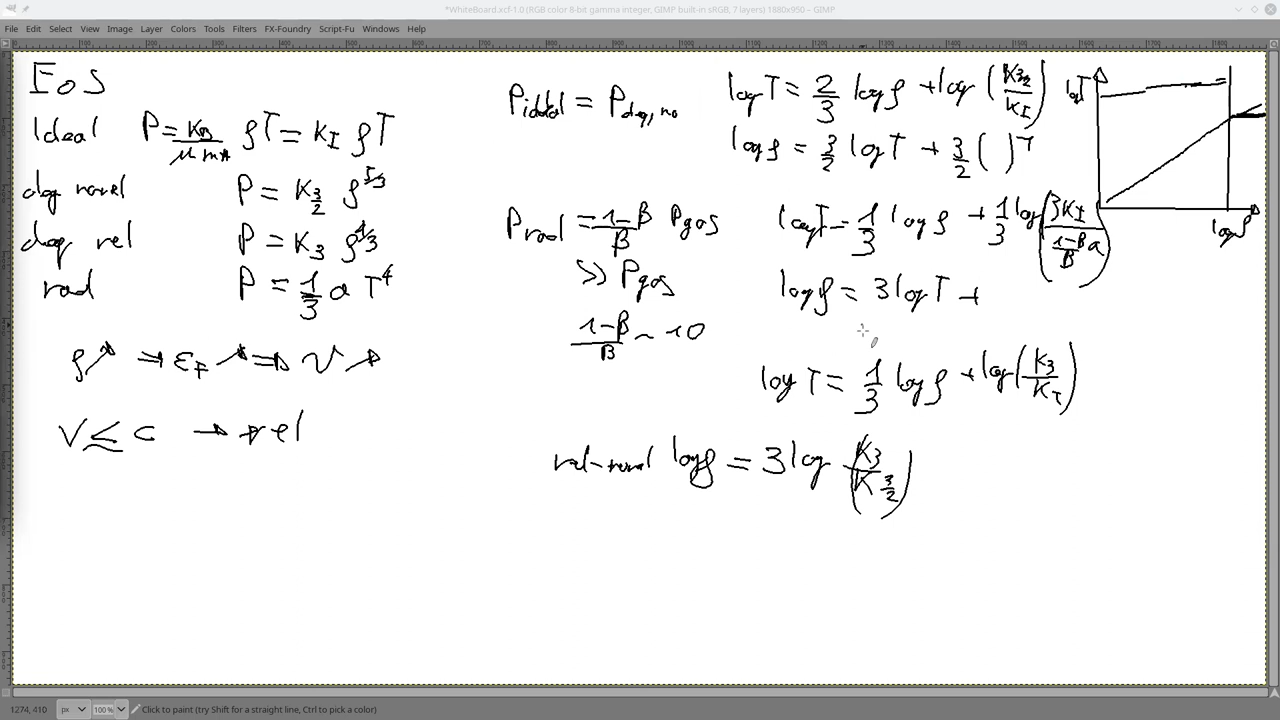 *WhiteBoard.xcf-1.0 (RGB color 8-bit gamma integer, GIMP built-in sRGB, 7 layers) 1880x950 – GIMP
File Edit Select View Image Layer Colors Tools Filters FX-Foundry Script-Fu Windows Help
EoS
Ideal P = K_B/(μ m_H) ρT = K_I ρT
deg norel P = K_{3/2} ρ^{5/3}
deg rel P = K_3 ρ^{4/3}
rad P = 1/3 a T^4
ρ↗ ⇒ ε_F ↗ ⇒ v ↗
v ≲ c → rel
P_ideal = P_deg,no
log T = 2/3 log ρ + log (K_{3/2}/K_I)
log ρ = 3/2 log T + 3/2 ( )
P_rad = (1-β)/β P_gas
≫ P_gas
(1-β)/β ~ 10
log T = 1/3 log ρ + 1/3 log (3K_I/((1-β)/β a))
log ρ = 3 log T +
log T = 1/3 log ρ + log (K_3/K_I)
rel-norel log ρ = 3 log (K_3/K_{3/2})
log T
log ρ
1274, 410 px 100 % Click to paint (try Shift for a straight line, Ctrl to pick a color)